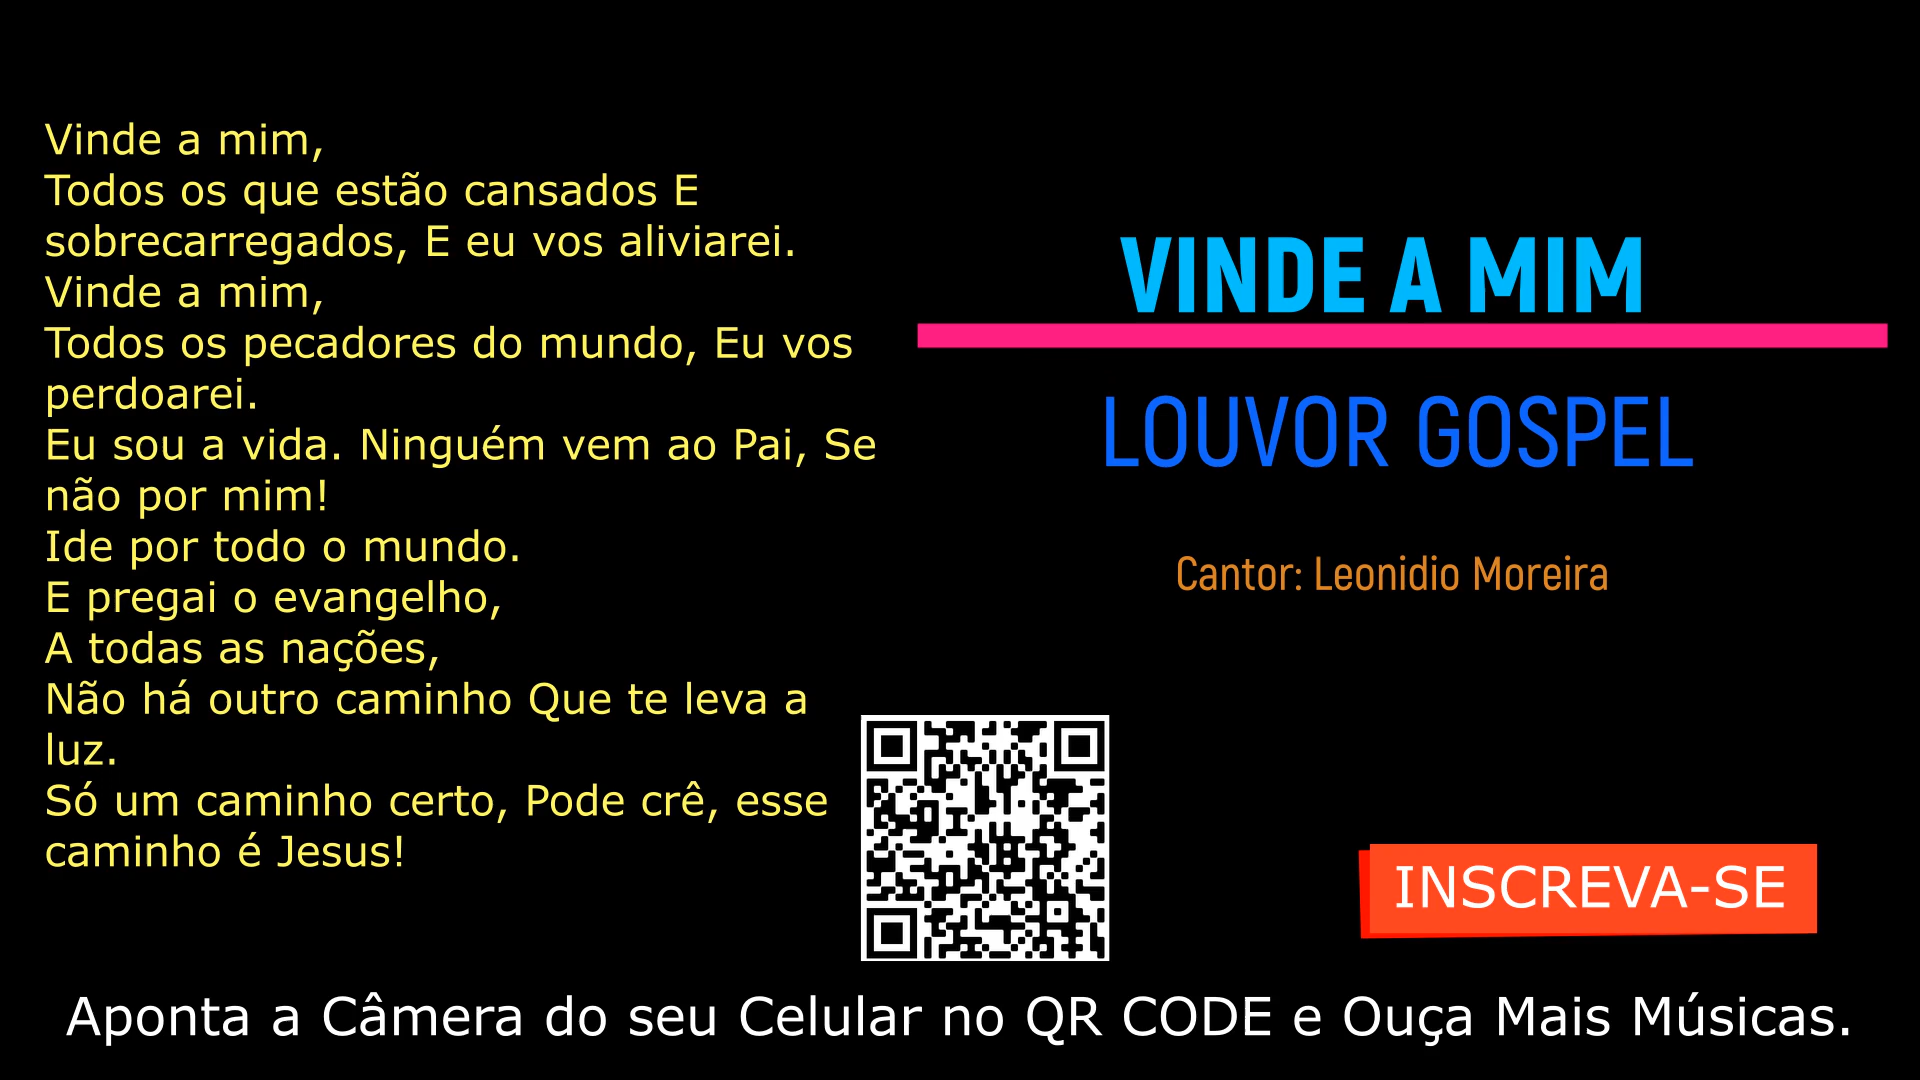 Vinde a mim,
Todos os que estão cansados E
sobrecarregados, E eu vos aliviarei.
Vinde a mim,
Todos os pecadores do mundo, Eu vos
perdoarei.
Eu sou a vida. Ninguém vem ao Pai, Se
não por mim!
Ide por todo o mundo.
E pregai o evangelho,
A todas as nações,
Não há outro caminho Que te leva a
luz.
Só um caminho certo, Pode crê, esse
caminho é Jesus!
VINDE A MIM
LOUVOR GOSPEL
Cantor: Leonidio Moreira
INSCREVA-SE
Aponta a Câmera do seu Celular no QR CODE e Ouça Mais Músicas.